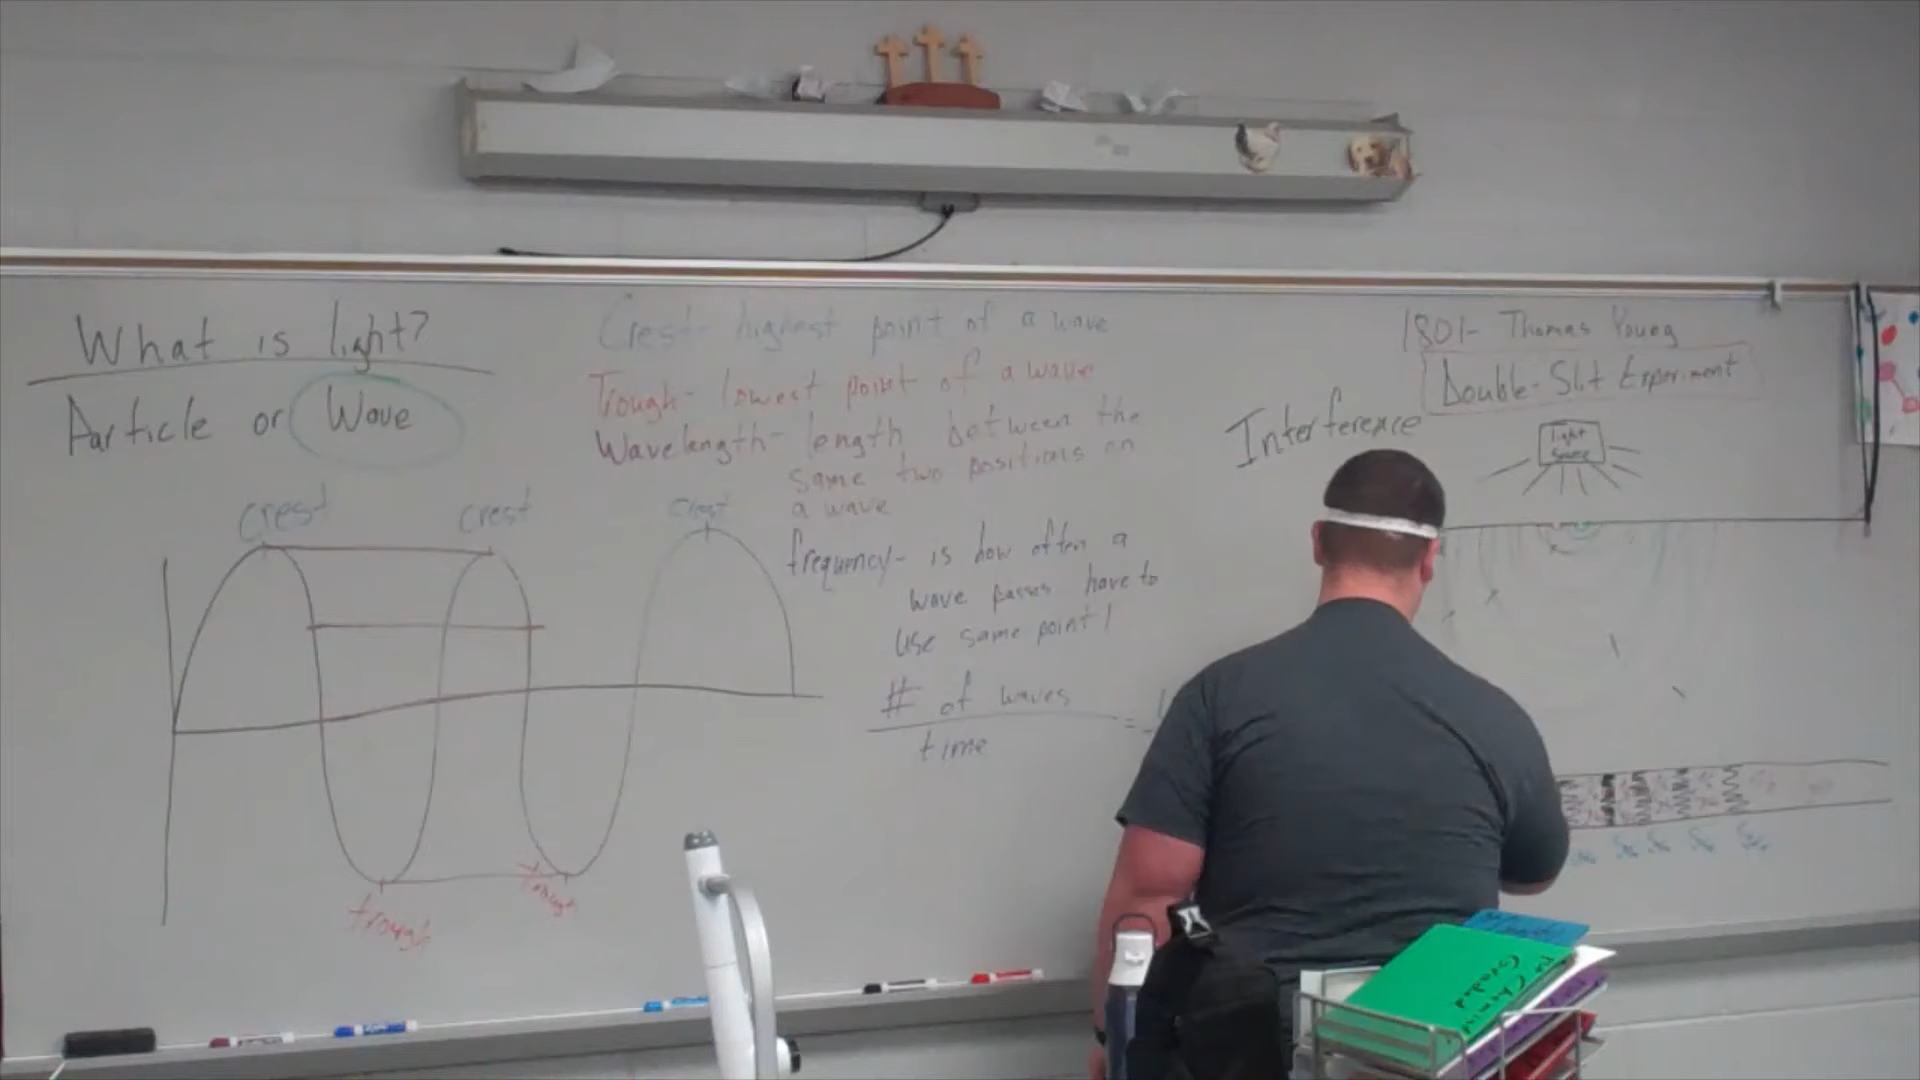 What is light?
Particle or Wave
crest
crest
crest
trough
trough
Crest- highest point of a wave
Trough- lowest point of a wave
Wavelength- length between the
same two positions on
a wave
frequency- is how often a
wave passes have to
use same point!
# of waves
time
=
1801- Thomas Young
Double-Slit Experiment
Interference
light
source
Graded